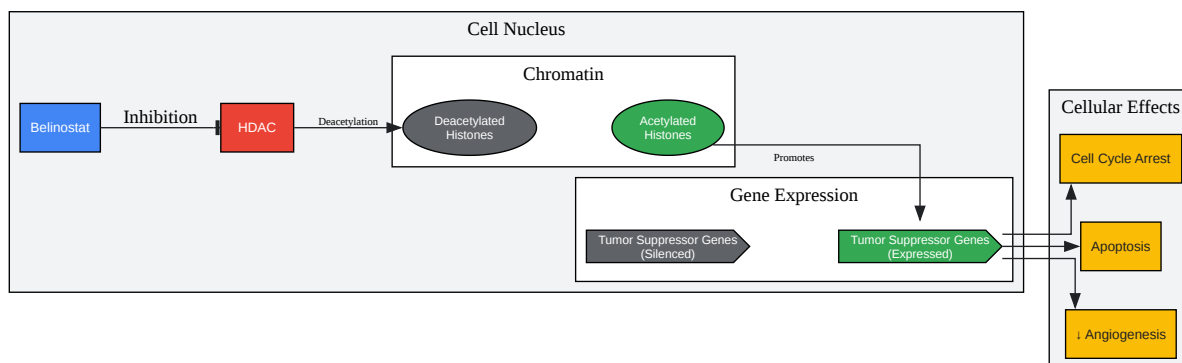 Cell Nucleus
Chromatin
Belinostat
Inhibition
HDAC
Deacetylation
Deacetylated
Histones
Acetylated
Histones
Promotes
Gene Expression
Tumor Suppressor Genes
(Silenced)
Tumor Suppressor Genes
(Expressed)
Cellular Effects
Cell Cycle Arrest
Apoptosis
↓ Angiogenesis